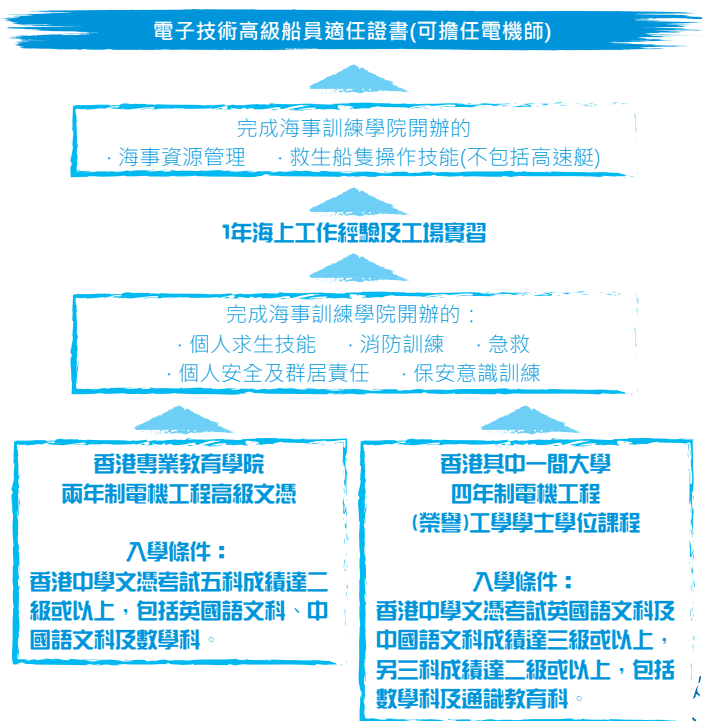 電子技術高級船員適任證書(可擔任電機師)
完成海事訓練學院開辦的
．海事資源管理　．救生船隻操作技能(不包括高速艇)
1年海上工作經驗及工場實習
完成海事訓練學院開辦的：
．個人求生技能　．消防訓練　．急救
．個人安全及群居責任　．保安意識訓練
香港專業教育學院
兩年制電機工程高級文憑
入學條件：
香港中學文憑考試五科成績達二
級或以上，包括英國語文科、中
國語文科及數學科。
香港其中一間大學
四年制電機工程
(榮譽)工學學士學位課程
入學條件：
香港中學文憑考試英國語文科及
中國語文科成績達三級或以上，
另三科成績達二級或以上，包括
數學科及通識教育科。